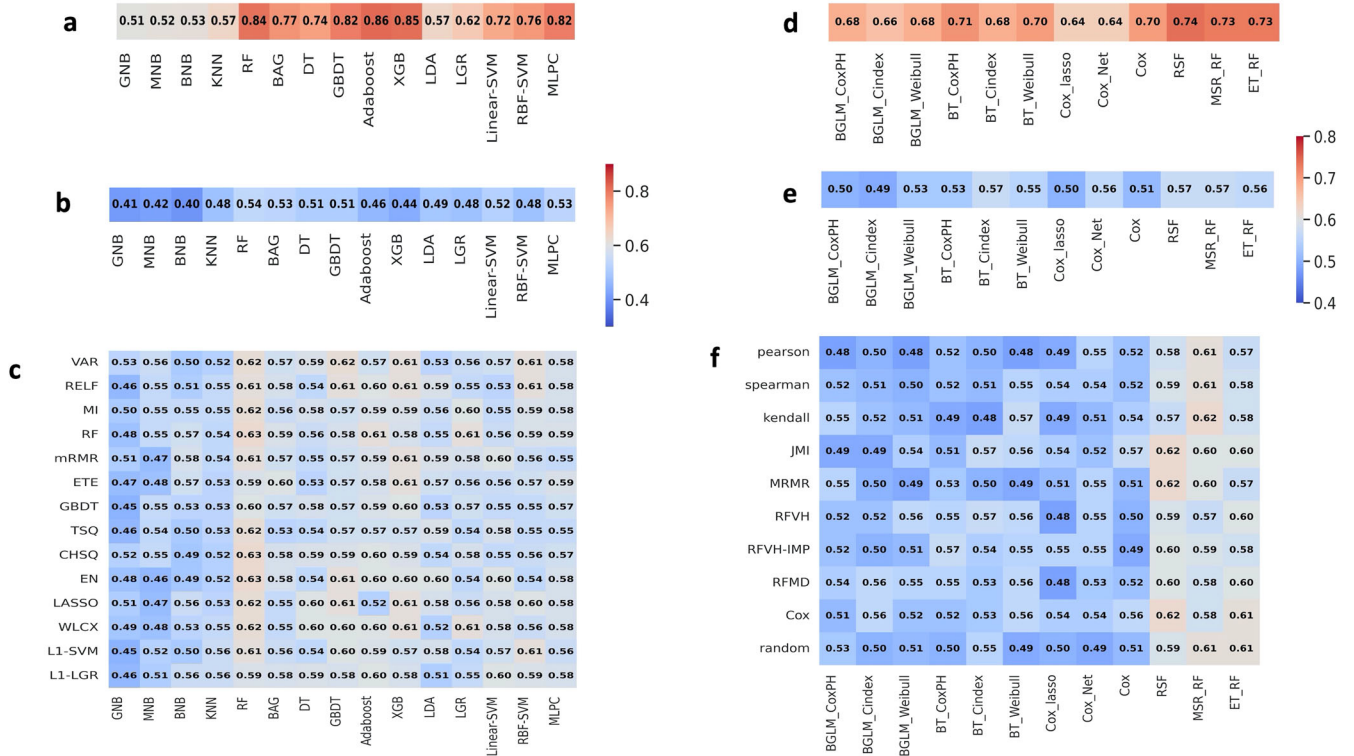 a
0.51 0.52 0.53 0.57 0.84 0.77 0.74 0.82 0.86 0.85 0.57 0.62 0.72 0.76 0.82
GNB MNB BNB KNN RF BAG DT GBDT Adaboost XGB LDA LGR Linear-SVM RBF-SVM MLPC
b
0.41 0.42 0.40 0.48 0.54 0.53 0.51 0.51 0.46 0.44 0.49 0.48 0.52 0.48 0.53
GNB MNB BNB KNN RF BAG DT GBDT Adaboost XGB LDA LGR Linear-SVM RBF-SVM MLPC
0.8
0.6
0.4
c
VAR 0.53 0.56 0.50 0.52 0.62 0.57 0.59 0.62 0.57 0.61 0.53 0.56 0.57 0.61 0.58
RELF 0.46 0.55 0.51 0.55 0.61 0.58 0.54 0.61 0.60 0.61 0.59 0.55 0.53 0.61 0.58
MI 0.50 0.55 0.55 0.55 0.62 0.56 0.58 0.57 0.59 0.59 0.56 0.60 0.55 0.59 0.58
RF 0.48 0.55 0.57 0.54 0.63 0.59 0.56 0.58 0.61 0.58 0.55 0.61 0.56 0.59 0.59
mRMR 0.51 0.47 0.58 0.54 0.61 0.57 0.55 0.57 0.59 0.61 0.59 0.58 0.60 0.56 0.55
ETE 0.47 0.48 0.57 0.53 0.59 0.60 0.53 0.57 0.58 0.61 0.57 0.56 0.56 0.57 0.59
GBDT 0.45 0.55 0.53 0.53 0.60 0.57 0.58 0.57 0.59 0.60 0.53 0.57 0.55 0.55 0.57
TSQ 0.46 0.54 0.50 0.53 0.62 0.53 0.54 0.57 0.57 0.57 0.59 0.54 0.58 0.55 0.55
CHSQ 0.52 0.55 0.49 0.52 0.63 0.58 0.59 0.59 0.60 0.59 0.54 0.58 0.55 0.56 0.57
EN 0.48 0.46 0.49 0.52 0.63 0.58 0.54 0.61 0.60 0.60 0.60 0.54 0.60 0.54 0.58
LASSO 0.51 0.47 0.56 0.53 0.62 0.55 0.60 0.61 0.52 0.61 0.58 0.56 0.58 0.60 0.58
WLCX 0.49 0.48 0.53 0.55 0.62 0.57 0.60 0.60 0.60 0.61 0.52 0.61 0.58 0.56 0.58
L1-SVM 0.45 0.52 0.50 0.56 0.61 0.56 0.54 0.60 0.59 0.57 0.58 0.54 0.57 0.61 0.56
L1-LGR 0.46 0.51 0.56 0.56 0.59 0.58 0.59 0.58 0.60 0.58 0.51 0.55 0.60 0.59 0.58
GNB MNB BNB KNN RF BAG DT GBDT Adaboost XGB LDA LGR Linear-SVM RBF-SVM MLPC
d
0.68 0.66 0.68 0.71 0.68 0.70 0.64 0.64 0.70 0.74 0.73 0.73
BGLM_CoxPH BGLM_Cindex BGLM_Weibull BT_CoxPH BT_Cindex BT_Weibull Cox_lasso Cox_Net Cox RSF MSR_RF ET_RF
e
0.50 0.49 0.53 0.53 0.57 0.55 0.50 0.56 0.51 0.57 0.57 0.56
BGLM_CoxPH BGLM_Cindex BGLM_Weibull BT_CoxPH BT_Cindex BT_Weibull Cox_lasso Cox_Net Cox RSF MSR_RF ET_RF
0.8
0.7
0.6
0.5
0.4
f
pearson 0.48 0.50 0.48 0.52 0.50 0.48 0.49 0.55 0.52 0.58 0.61 0.57
spearman 0.52 0.51 0.50 0.52 0.51 0.55 0.54 0.54 0.52 0.59 0.61 0.58
kendall 0.55 0.52 0.51 0.49 0.48 0.57 0.49 0.51 0.54 0.57 0.62 0.58
JMI 0.49 0.49 0.54 0.51 0.57 0.56 0.54 0.52 0.57 0.62 0.60 0.60
MRMR 0.55 0.50 0.49 0.53 0.50 0.49 0.51 0.55 0.51 0.62 0.60 0.57
RFVH 0.52 0.52 0.56 0.55 0.57 0.56 0.48 0.55 0.50 0.59 0.57 0.60
RFVH-IMP 0.52 0.50 0.51 0.57 0.54 0.55 0.55 0.55 0.49 0.60 0.59 0.58
RFMD 0.54 0.56 0.55 0.55 0.53 0.56 0.48 0.53 0.52 0.60 0.58 0.60
Cox 0.51 0.56 0.52 0.52 0.53 0.56 0.54 0.54 0.56 0.62 0.58 0.61
random 0.53 0.50 0.51 0.50 0.55 0.49 0.50 0.49 0.51 0.59 0.61 0.61
BGLM_CoxPH BGLM_Cindex BGLM_Weibull BT_CoxPH BT_Cindex BT_Weibull Cox_lasso Cox_Net Cox RSF MSR_RF ET_RF